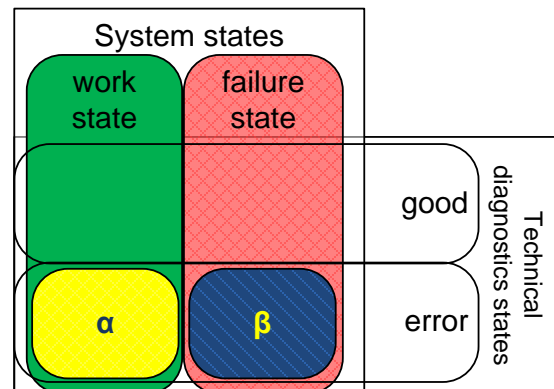 System states
work
state
failure
state
good
Technical
diagnostics states
α
β
error